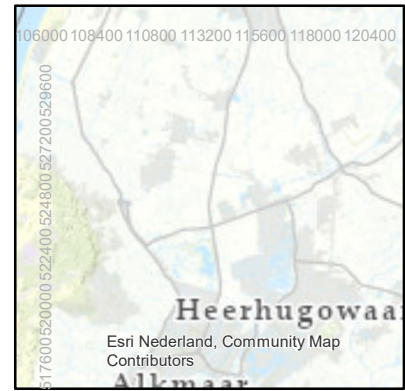 106000 108400 110800 113200 115600 118000 120400
517600 520000 522400 524800 527200 529600
Heerhugowaa
Esri Nederland, Community Map
Contributors
Alkmaar